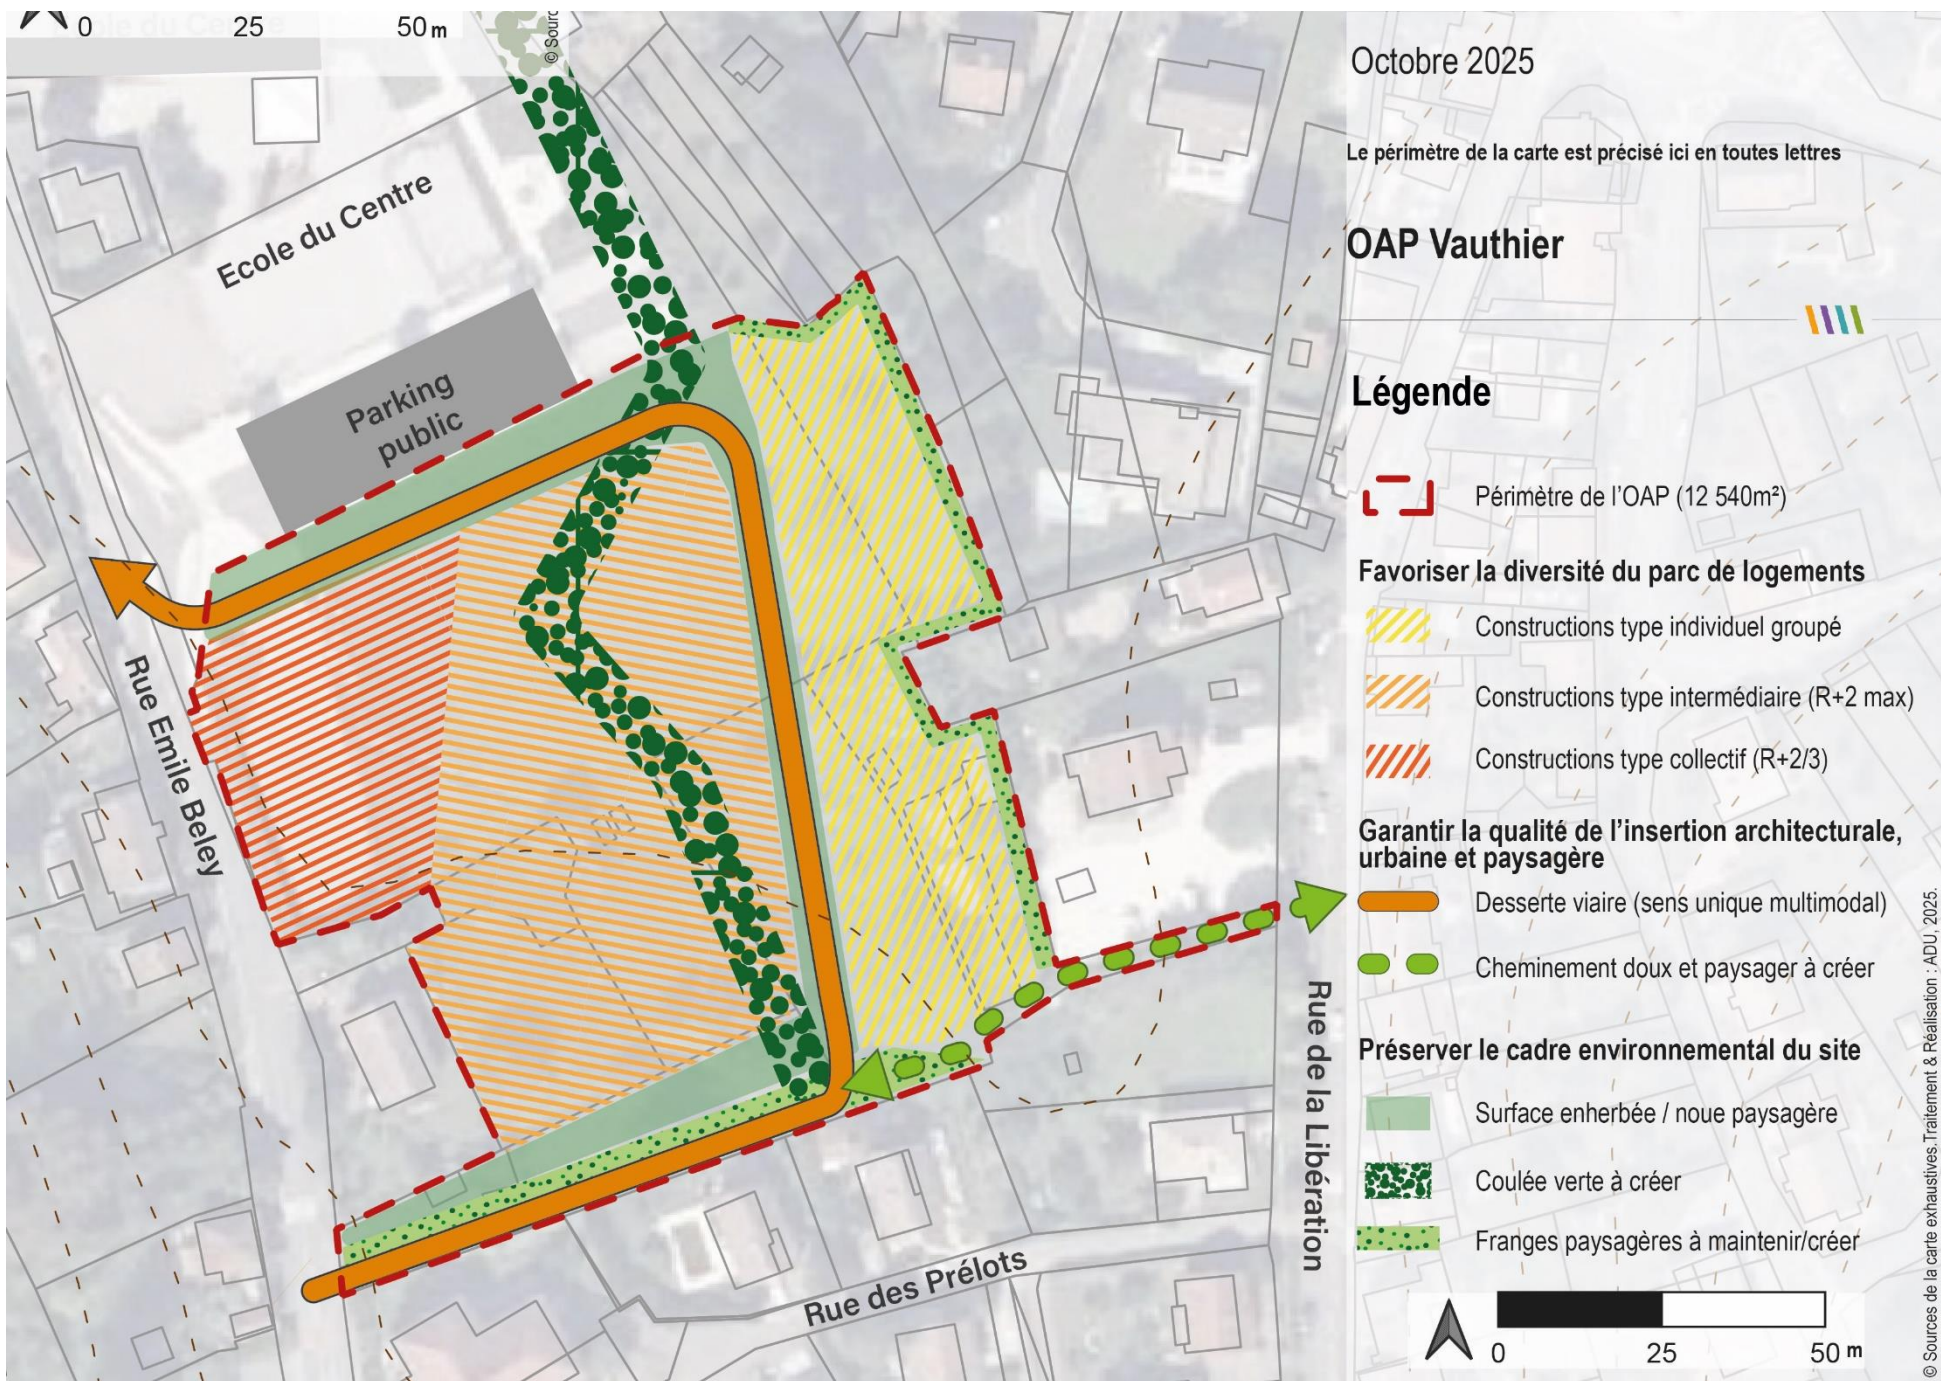 0 25 50 m
© Sourc
Ecole du Centre
Ecole du Centre
Parking
public
Rue Emile Beley
Rue des Prélots
Rue de la Libération
Octobre 2025
Le périmètre de la carte est précisé ici en toutes lettres
OAP Vauthier
Légende
Périmètre de l'OAP (12 540m²)
Favoriser la diversité du parc de logements
Constructions type individuel groupé
Constructions type intermédiaire (R+2 max)
Constructions type collectif (R+2/3)
Garantir la qualité de l'insertion architecturale,
urbaine et paysagère
Desserte viaire (sens unique multimodal)
Cheminement doux et paysager à créer
Préserver le cadre environnemental du site
Surface enherbée / noue paysagère
Coulée verte à créer
Franges paysagères à maintenir/créer
0 25 50 m
© Sources de la carte exhaustives.Traitement & Réalisation : ADU, 2025.